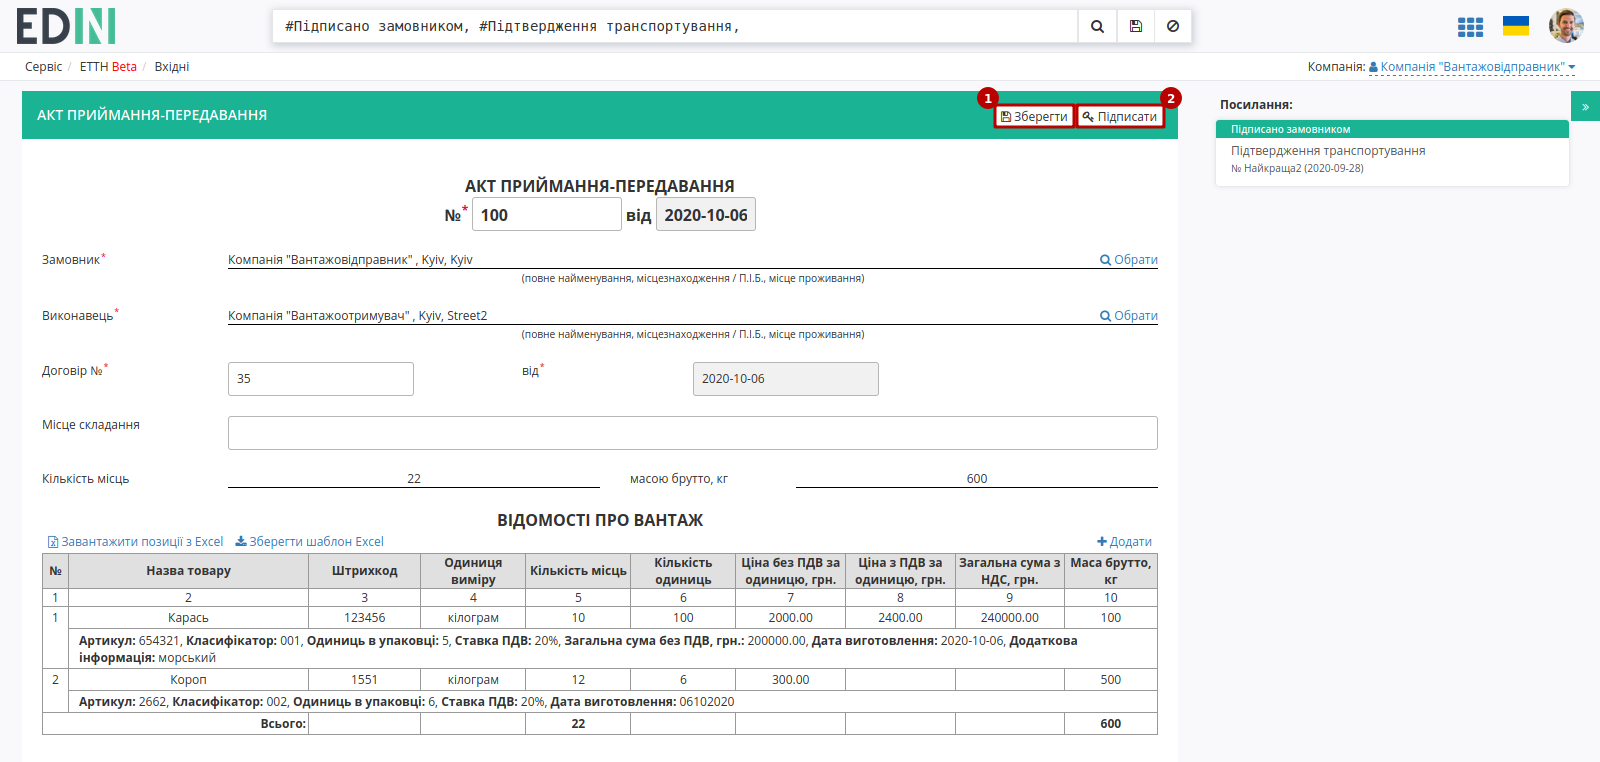 EDIN
#Підписано замовником, #Підтвердження транспортування,
Сервіс / ЕТТН Beta / Вхідні
Компанія: Компанія "Вантажовідправник"
АКТ ПРИЙМАННЯ-ПЕРЕДАВАННЯ
1
Зберегти
2
Підписати
Посилання:
»
Підписано замовником
Підтвердження транспортування
№ Найкраща2 (2020-09-28)
АКТ ПРИЙМАННЯ-ПЕРЕДАВАННЯ
№* 100 від 2020-10-06
Замовник* Компанія "Вантажовідправник" , Kyiv, Kyiv Обрати
(повне найменування, місцезнаходження / П.І.Б., місце проживання)
Виконавець* Компанія "Вантажоотримувач" , Kyiv, Street2 Обрати
(повне найменування, місцезнаходження / П.І.Б., місце проживання)
Договір №* 35 від* 2020-10-06
Місце складання
Кількість місць 22 масою брутто, кг 600
ВІДОМОСТІ ПРО ВАНТАЖ
Завантажити позиції з Excel Зберегти шаблон Excel Додати
№ Назва товару Штрихкод Одиниця виміру Кількість місць Кількість одиниць Ціна без ПДВ за одиницю, грн. Ціна з ПДВ за одиницю, грн. Загальна сума з НДС, грн. Маса брутто, кг
1 2 3 4 5 6 7 8 9 10
1 Карась 123456 кілограм 10 100 2000.00 2400.00 240000.00 100
Артикул: 654321, Класифікатор: 001, Одиниць в упаковці: 5, Ставка ПДВ: 20%, Загальна сума без ПДВ, грн.: 200000.00, Дата виготовлення: 2020-10-06, Додаткова
інформація: морський
2 Короп 1551 кілограм 12 6 300.00 500
Артикул: 2662, Класифікатор: 002, Одиниць в упаковці: 6, Ставка ПДВ: 20%, Дата виготовлення: 06102020
Всього: 22 600